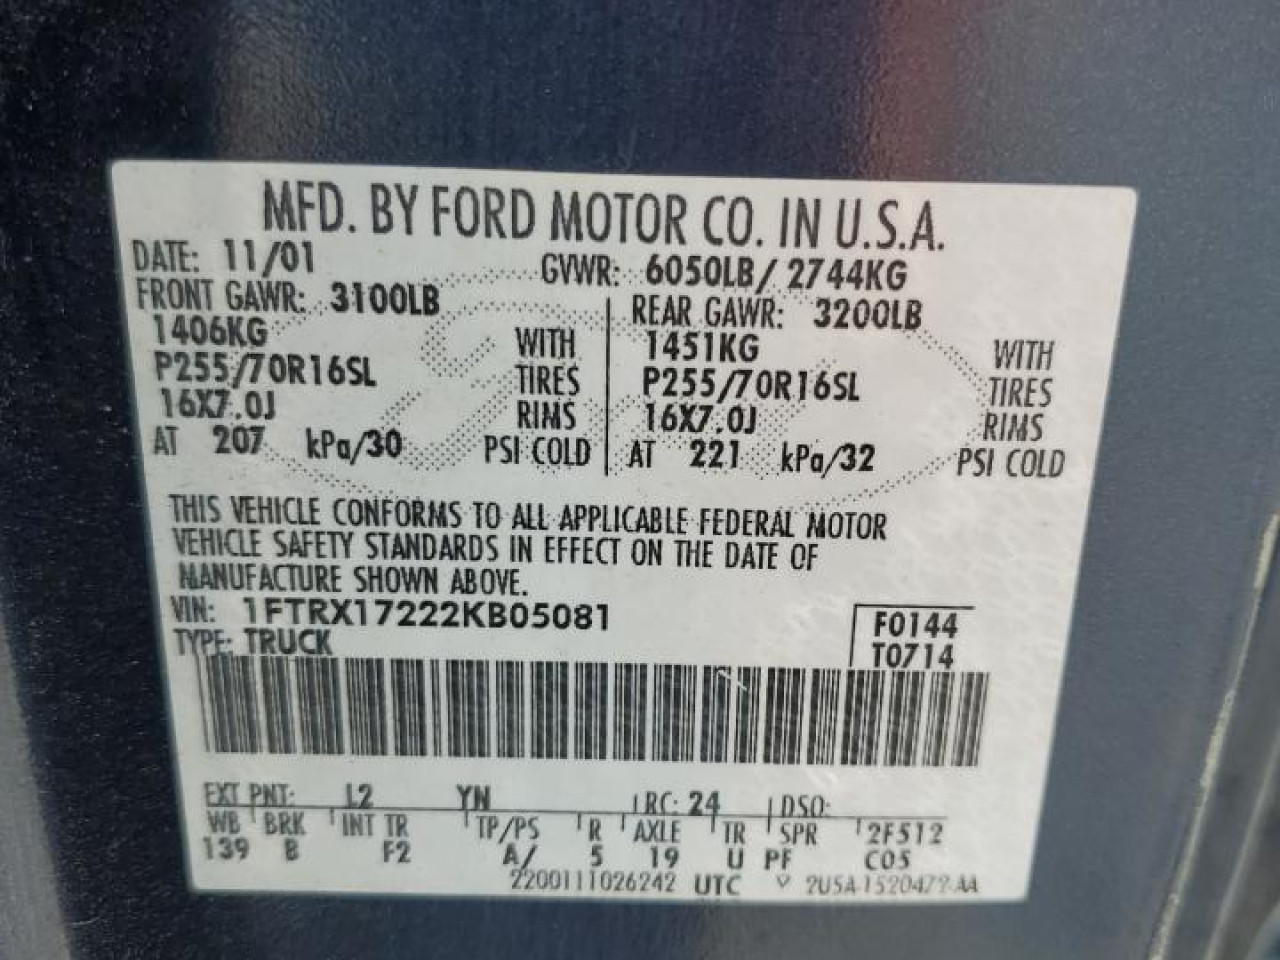 MFD. BY FORD MOTOR CO. IN U.S.A.
DATE: 11/01 GVWR: 6050LB/ 2744KG
FRONT GAWR: 3100LB REAR GAWR: 3200LB
1406KG WITH 1451KG WITH
P255/70R16SL TIRES P255/70R16SL TIRES
16X7.0J RIMS 16X7.0J RIMS
AT 207 kPa/30 PSI COLD AT 221 kPa/32 PSI COLD
THIS VEHICLE CONFORMS TO ALL APPLICABLE FEDERAL MOTOR
VEHICLE SAFETY STANDARDS IN EFFECT ON THE DATE OF
MANUFACTURE SHOWN ABOVE.
VIN: 1FTRX17222KB05081 F0144
TYPE: TRUCK T0714
EXT PNT: L2 YN RC: 24 DSO:
WB BRK INT TR TP/PS R AXLE TR SPR 2F512
139 B F2 A/ 5 19 U PF C05
2200111026242 UTC 2U5A-1520472-AA